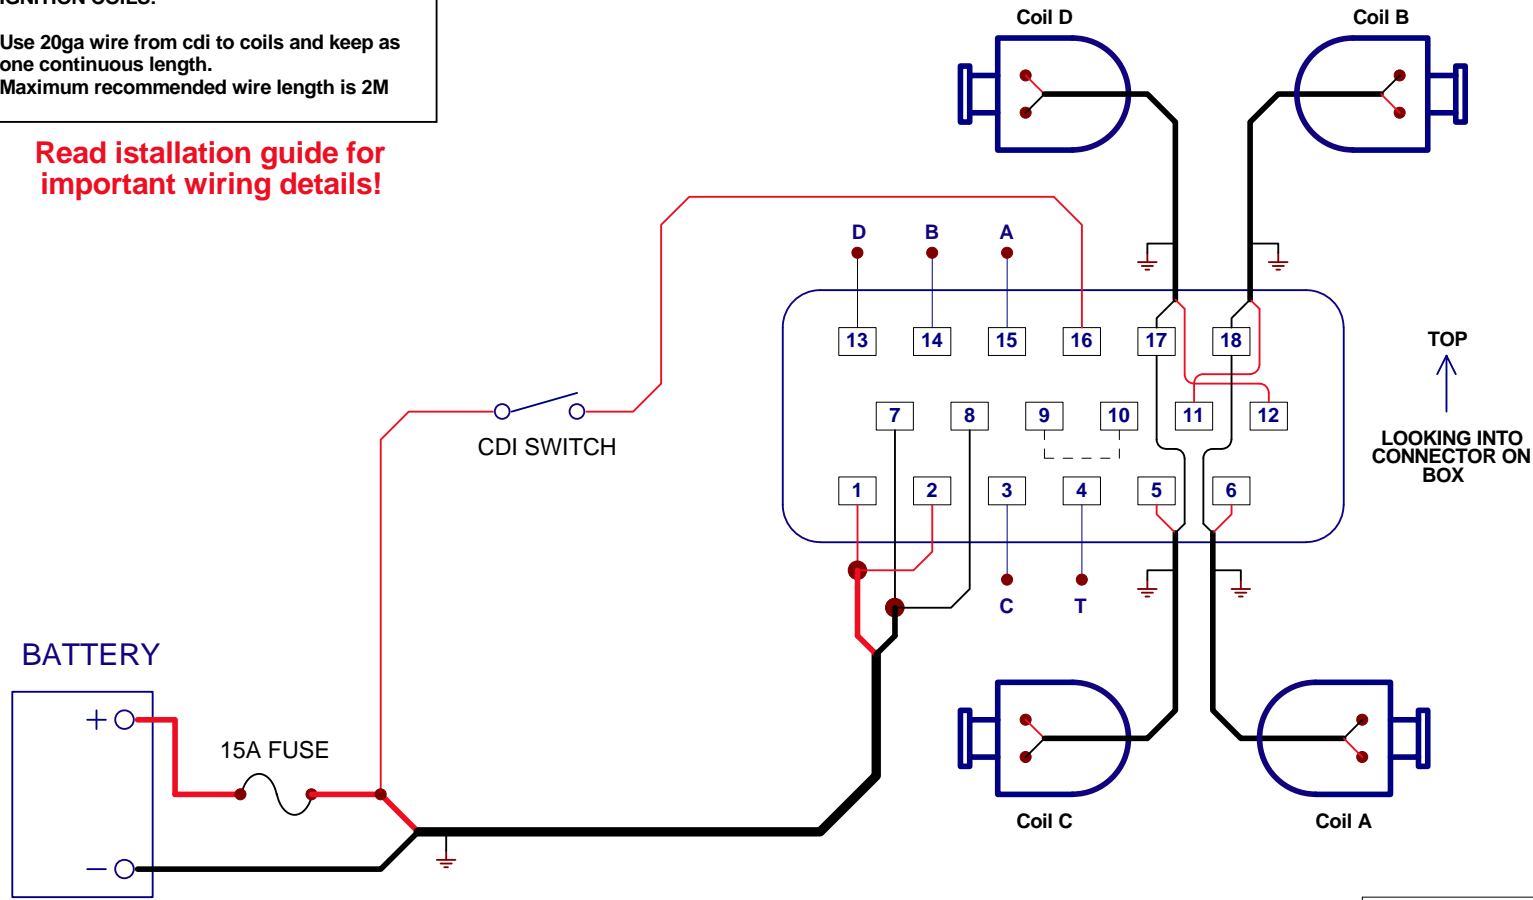 IGNITION COILS:
Use 20ga wire from cdi to coils and keep as
one continuous length.
Maximum recommended wire length is 2M
Read istallation guide for
important wiring details!
Coil D
Coil B
D
B
A
13
14
15
16
17
18
TOP
7
8
9
10
11
12
CDI SWITCH
LOOKING INTO
CONNECTOR ON
BOX
1
2
3
4
5
6
C
T
BATTERY
+
15A FUSE
−
Coil C
Coil A